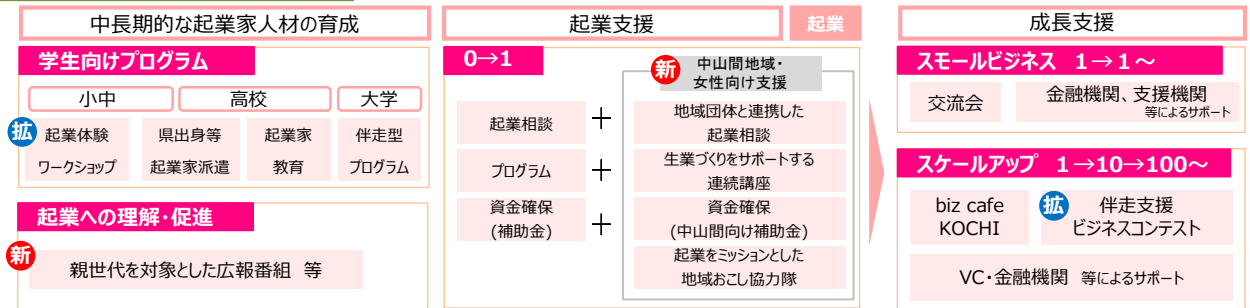 中長期的な起業家人材の育成
学生向けプログラム
小中
高校
大学
拡
起業体験
ワークショップ
県出身等
起業家派遣
起業家
教育
伴走型
プログラム
起業への理解・促進
新
親世代を対象とした広報番組 等
起業支援
起業
0→1
新
中山間地域・
女性向け支援
起業相談
+
地域団体と連携した
起業相談
プログラム
+
生業づくりをサポートする
連続講座
資金確保
(補助金)
+
資金確保
(中山間向け補助金)
起業をミッションとした
地域おこし協力隊
成長支援
スモールビジネス 1→1~
交流会
金融機関、支援機関
等によるサポート
スケールアップ 1→10→100~
biz cafe
KOCHI
拡
伴走支援
ビジネスコンテスト
VC・金融機関 等によるサポート